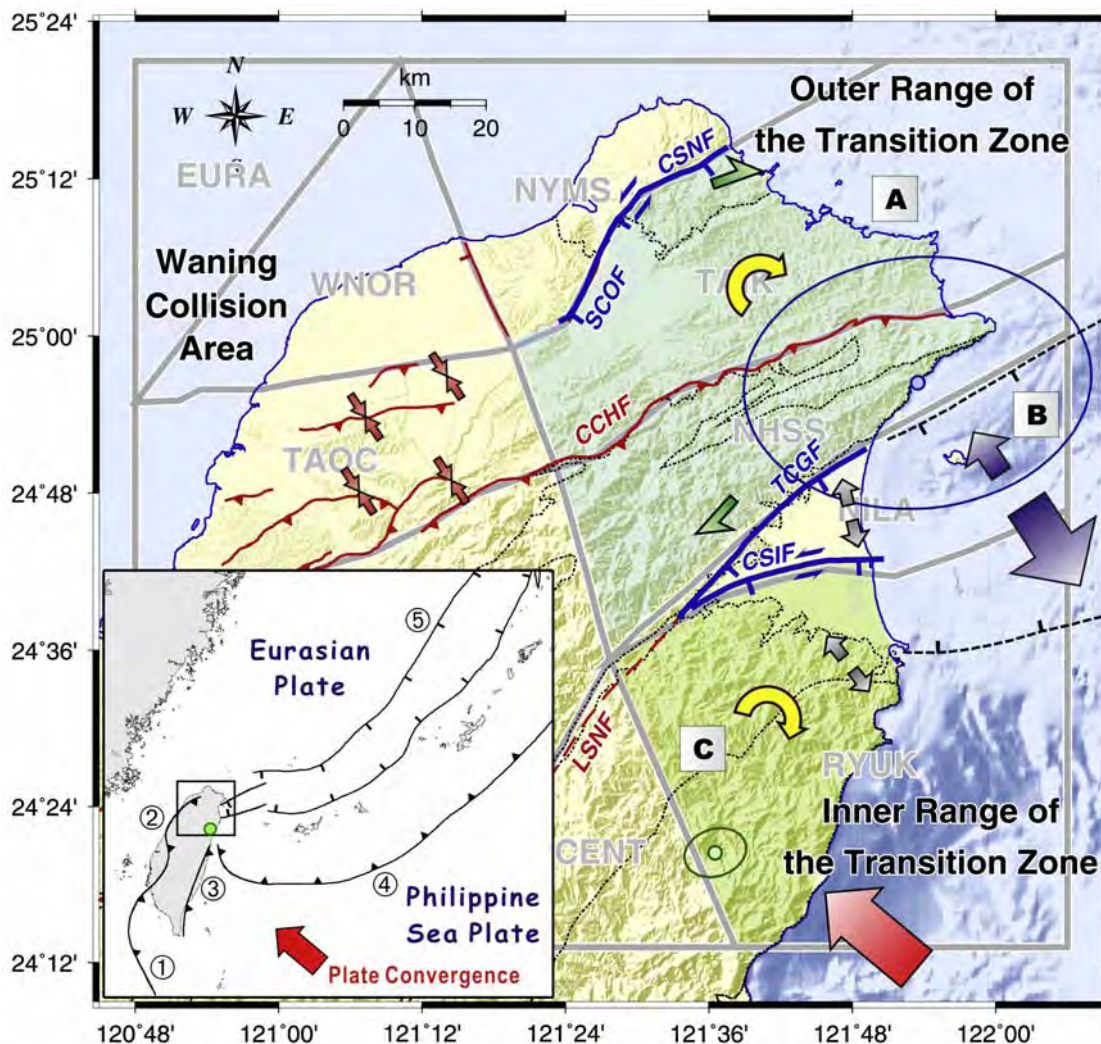 25°24'
25°12'
25°00'
24°48'
24°36'
24°24'
24°12'
120°48'
121°00'
121°12'
121°24'
121°36'
121°48'
122°00'
N
W
E
S
km
0
10
20
Outer Range of
the Transition Zone
EURA
NYMS
CSNF
A
Waning
Collision
Area
WNOR
SCOF
TAIK
CCHF
TAOC
NHSS
B
TCGF
NILA
CSIF
LSNF
C
RYUK
CENT
Inner Range of
the Transition Zone
Eurasian
Plate
⑤
②
③
④
①
Philippine
Sea Plate
Plate Convergence